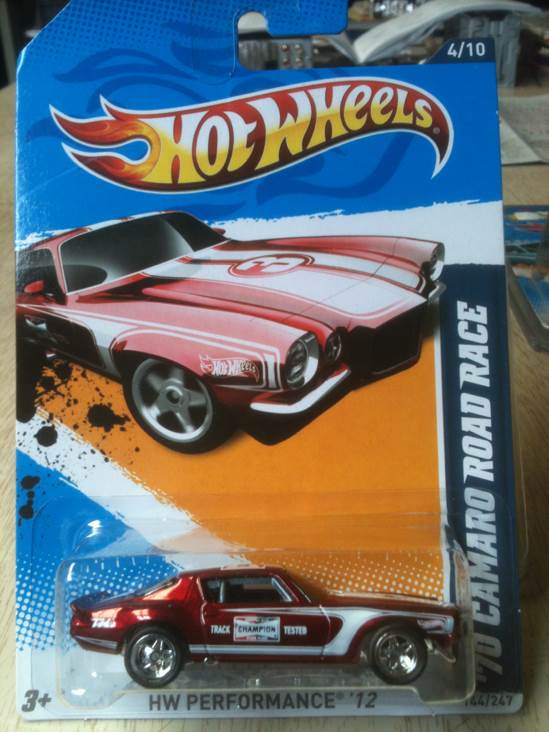 4/10
HOT WHEELS
HOT WHEELS
'70 CAMARO ROAD RACE
TRACK CHAMPION TESTED
3+
HW PERFORMANCE® '12
144/247